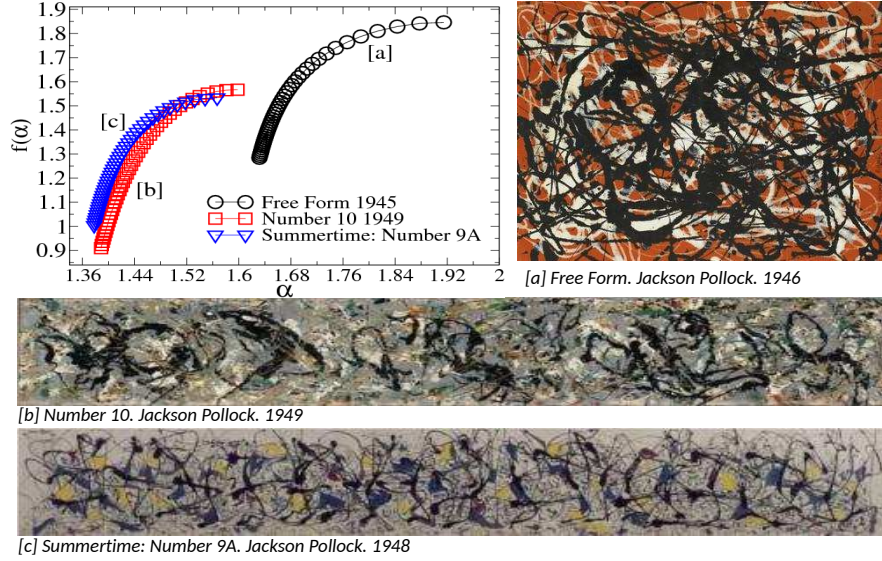 1.9
1.8
1.7
1.6
1.5
1.4
1.3
1.2
1.1
1
0.9
f(α)
[a]
[c]
[b]
Free Form 1945
Number 10 1949
Summertime: Number 9A
1.36 1.44 1.52 1.6 1.68 1.76 1.84 1.92 2
α
[a] Free Form. Jackson Pollock. 1946
[b] Number 10. Jackson Pollock. 1949
[c] Summertime: Number 9A. Jackson Pollock. 1948